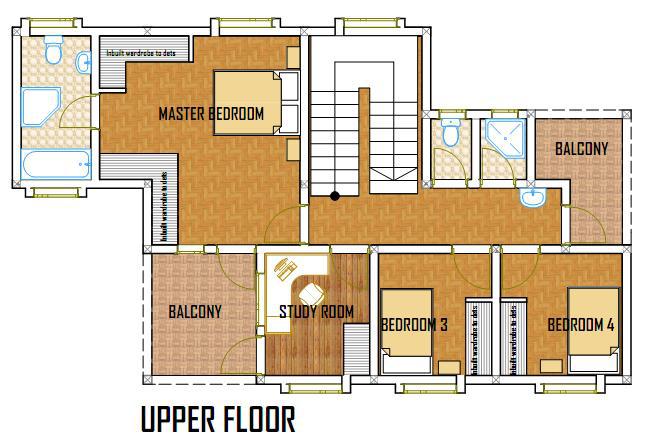 Inbuilt wardrobe to dets
MASTER BEDROOM
BALCONY
Inbuilt wardrobe to dets
BALCONY
STUDY ROOM
BEDROOM 3
Inbuilt wardrobe to dets
Inbuilt wardrobe to dets
BEDROOM 4
UPPER FLOOR